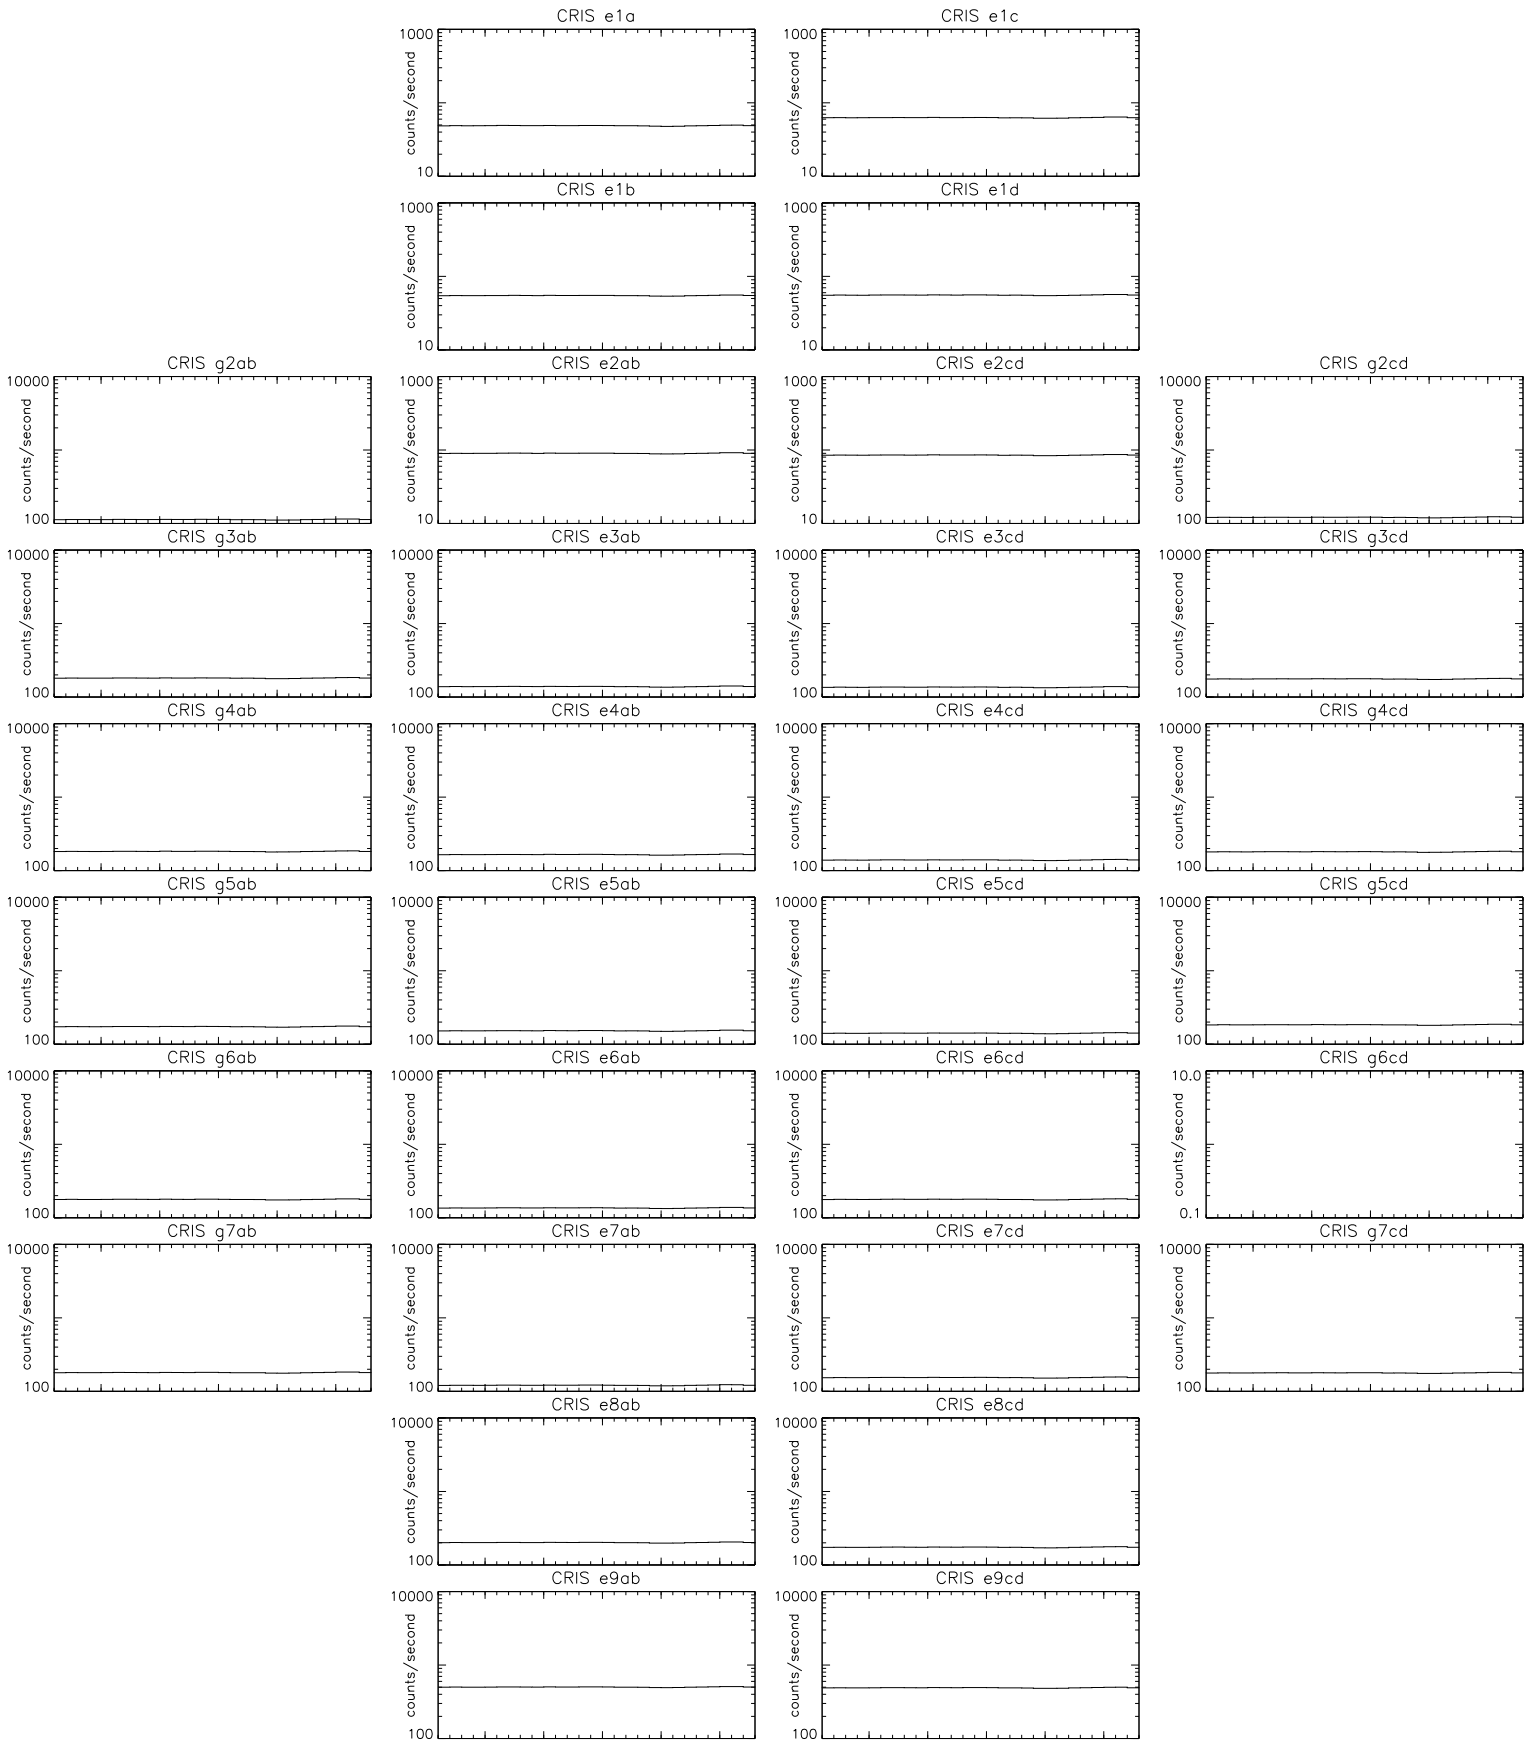 CRIS e1a CRIS e1c
1000 1000
counts/second counts/second
10 10
CRIS e1b CRIS e1d
1000 1000
counts/second counts/second
10 10
CRIS g2ab CRIS e2ab CRIS e2cd CRIS g2cd
10000 1000 1000 10000
counts/second counts/second counts/second counts/second
100 10 10 100
CRIS g3ab CRIS e3ab CRIS e3cd CRIS g3cd
10000 10000 10000 10000
counts/second counts/second counts/second counts/second
100 100 100 100
CRIS g4ab CRIS e4ab CRIS e4cd CRIS g4cd
10000 10000 10000 10000
counts/second counts/second counts/second counts/second
100 100 100 100
CRIS g5ab CRIS e5ab CRIS e5cd CRIS g5cd
10000 10000 10000 10000
counts/second counts/second counts/second counts/second
100 100 100 100
CRIS g6ab CRIS e6ab CRIS e6cd CRIS g6cd
10000 10000 10000 10.0
counts/second counts/second counts/second counts/second
100 100 100 0.1
CRIS g7ab CRIS e7ab CRIS e7cd CRIS g7cd
10000 10000 10000 10000
counts/second counts/second counts/second counts/second
100 100 100 100
CRIS e8ab CRIS e8cd
10000 10000
counts/second counts/second
100 100
CRIS e9ab CRIS e9cd
10000 10000
counts/second counts/second
100 100